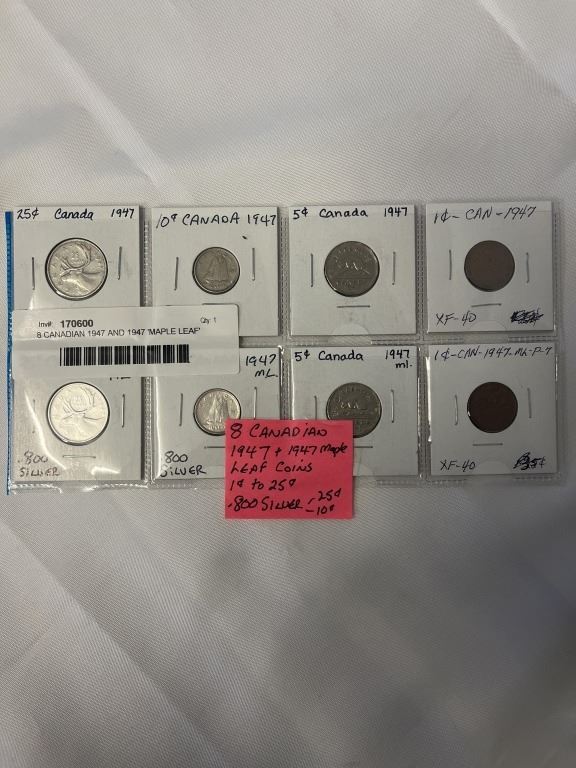 25¢ Canada 1947
10¢ CANADA 1947
5¢ Canada 1947
1¢-CAN-1947
XF-40
Inv#: 170600 Qty: 1
8 CANADIAN 1947 AND 1947 'MAPLE LEAF'
.800
SILVER
1947
ML
800
SILVER
5¢ Canada 1947
ml.
1¢-CAN-1947-ML-P-7
XF-40
8 CANADIAN
1947 + 1947 Maple
LEAF COINS
1¢ to 25¢
.800 SILVER - 25¢
- 10¢